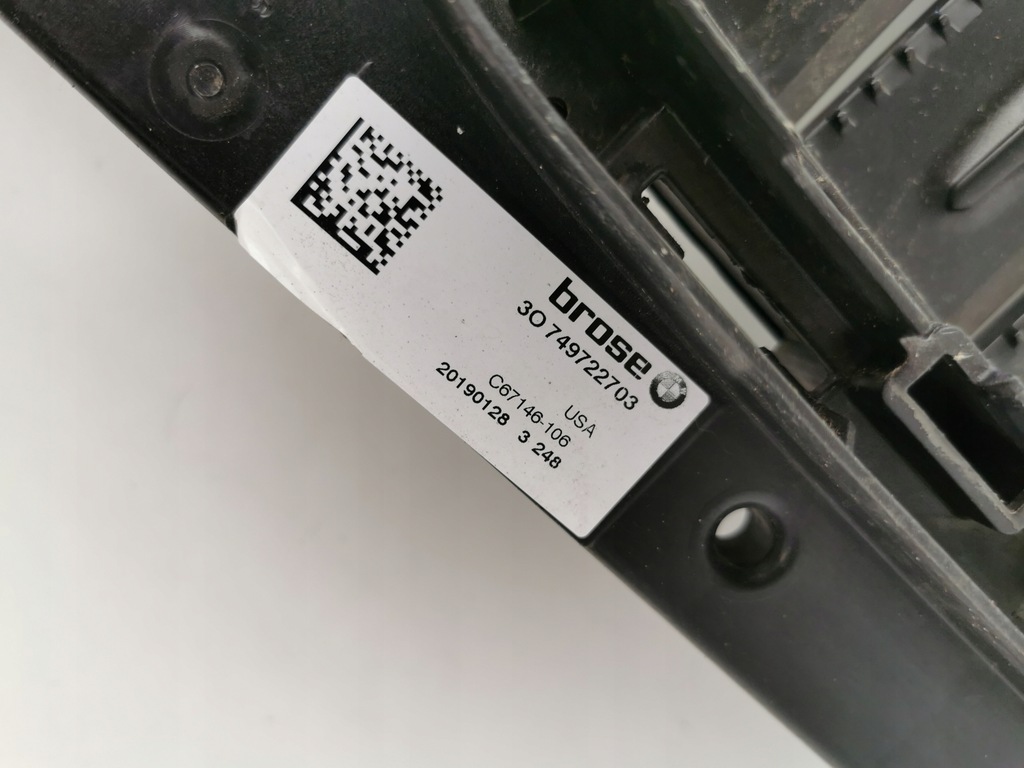 brose
3O 749722703
USA
C67146-106
20190128 3 248